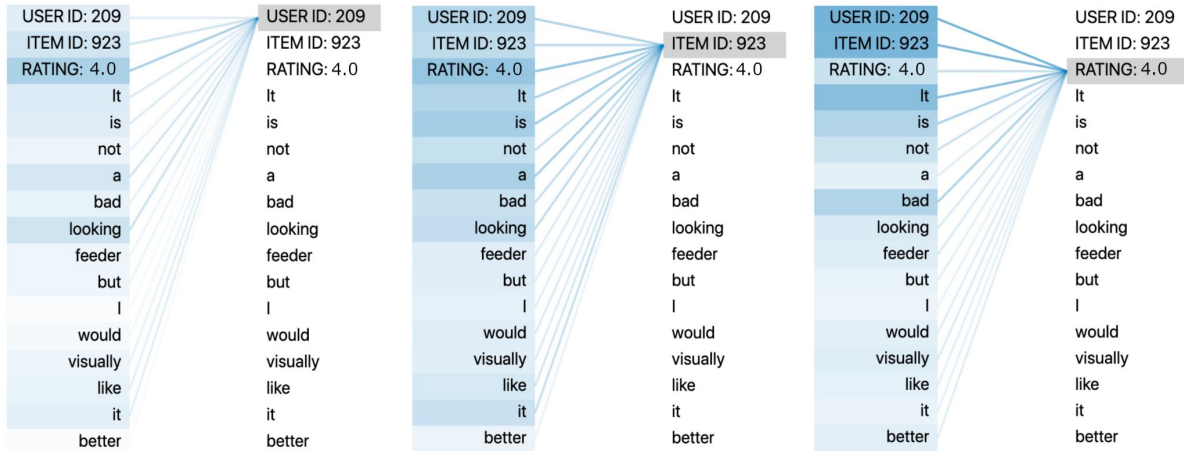 USER ID: 209 USER ID: 209 USER ID: 209 USER ID: 209 USER ID: 209 USER ID: 209
ITEM ID: 923 ITEM ID: 923 ITEM ID: 923 ITEM ID: 923 ITEM ID: 923 ITEM ID: 923
RATING: 4.0 RATING: 4.0 RATING: 4.0 RATING: 4.0 RATING: 4.0 RATING: 4.0
It It It It It It
is is is is is is
not not not not not not
a a a a a a
bad bad bad bad bad bad
looking looking looking looking looking looking
feeder feeder feeder feeder feeder feeder
but but but but but but
I I I I I I
would would would would would would
visually visually visually visually visually visually
like like like like like like
it it it it it it
better better better better better better